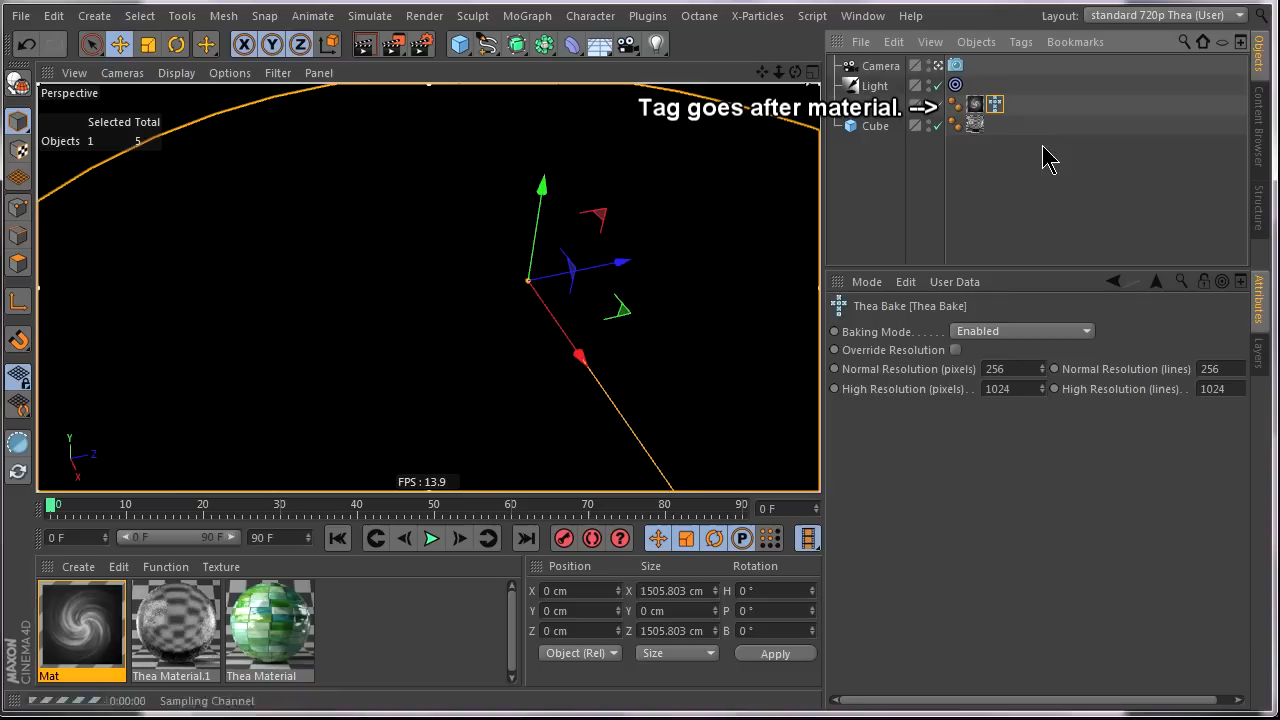 File Edit Create Select Tools Mesh Snap Animate Simulate Render Sculpt MoGraph Character Plugins Octane X-Particles Script Window Help Layout: standard 720p Thea (User)
X Y Z
File Edit View Objects Tags Bookmarks
View Cameras Display Options Filter Panel
Perspective
Selected Total
Objects 1 5
Camera
Light
Tag goes after material. -->
Cube
Objects
Content Browser
Structure
Mode Edit User Data
Thea Bake [Thea Bake]
Baking Mode. . . . . . Enabled
Override Resolution
Normal Resolution (pixels) 256 Normal Resolution (lines) 256
High Resolution (pixels). . . 1024 High Resolution (lines). . . 1024
Attributes
Layers
Y
Z
X
FPS : 13.9
0 10 20 30 40 50 60 70 80 90 0 F
0 F 0 F 90 F 90 F P
Create Edit Function Texture
Mat Thea Material.1 Thea Material
Position Size Rotation
X 0 cm X 1505.803 cm H 0 °
Y 0 cm Y 0 cm P 0 °
Z 0 cm Z 1505.803 cm B 0 °
Object (Rel) Size Apply
MAXON CINEMA 4D
0:00:00 Sampling Channel